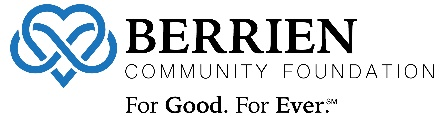 BERRIEN
COMMUNITY FOUNDATION
For Good. For Ever.℠